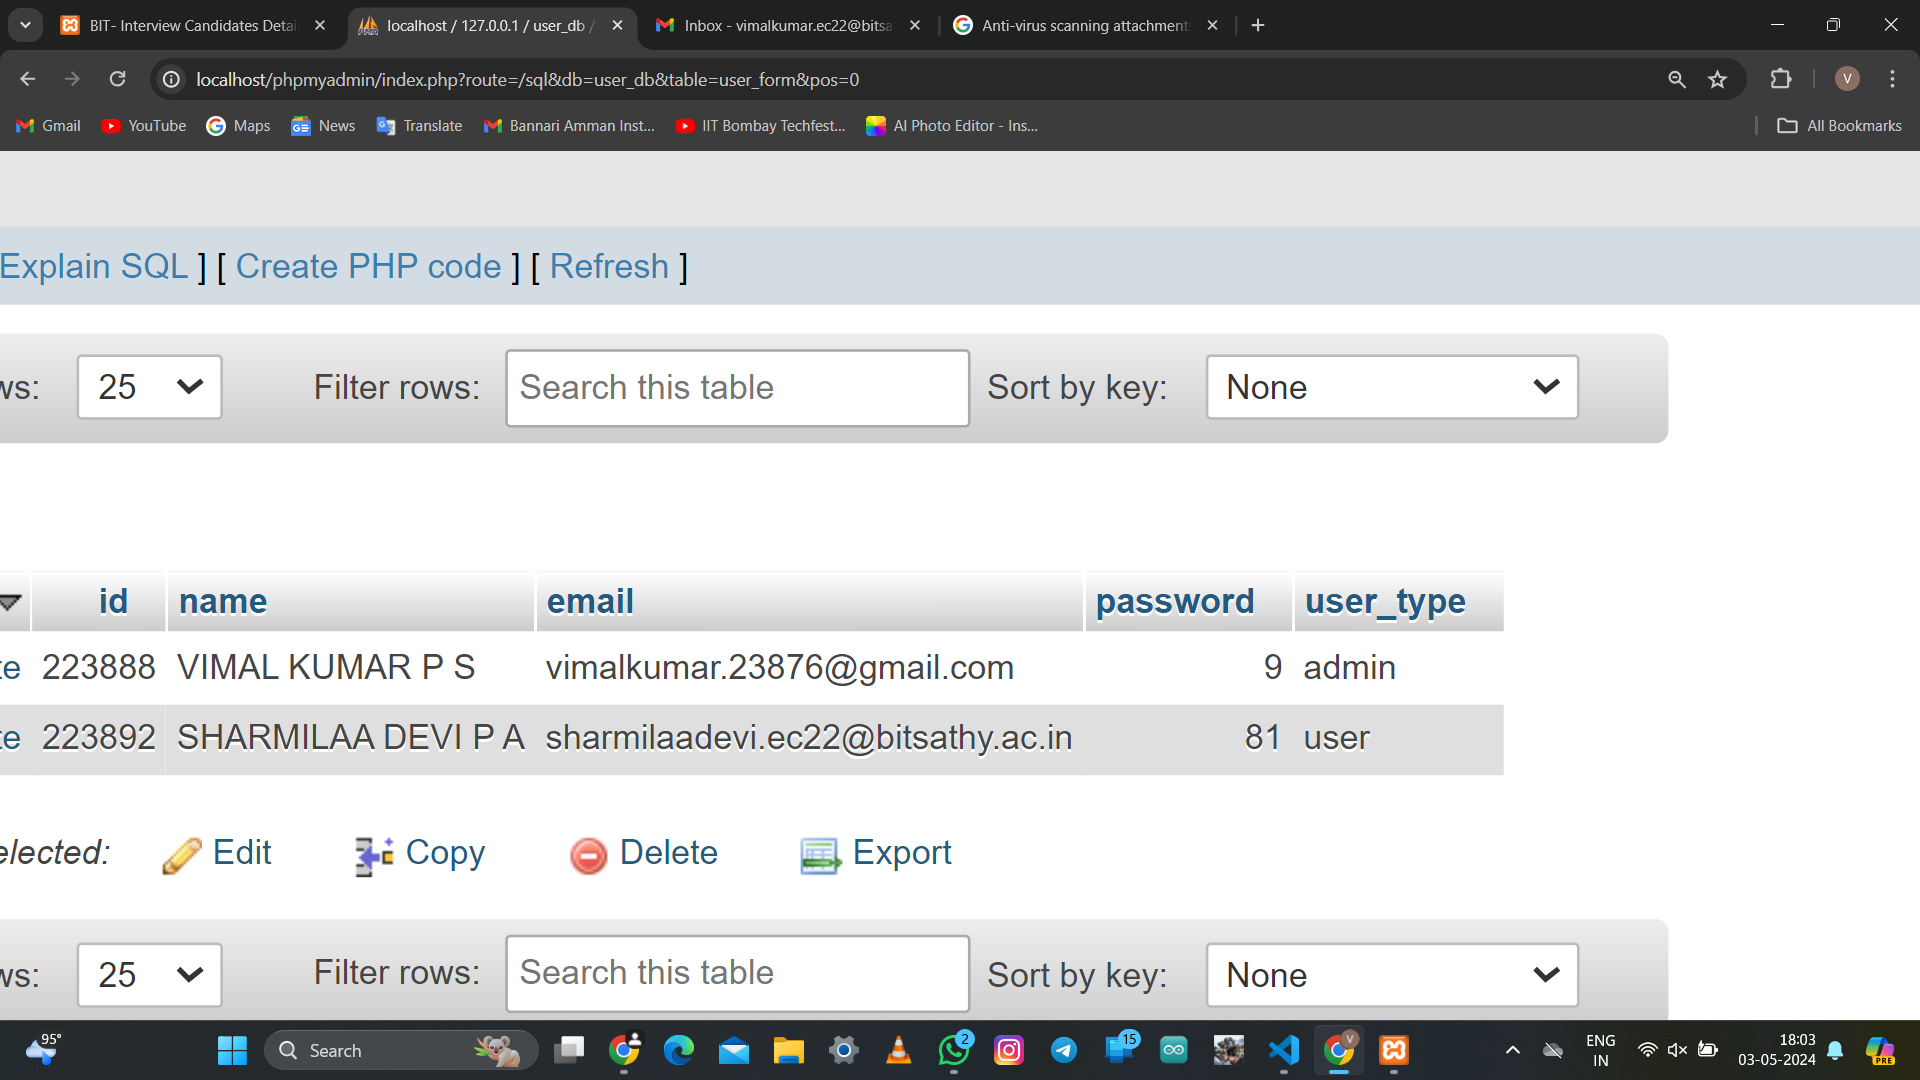 BIT- Interview Candidates Detai
localhost / 127.0.0.1 / user_db /
Inbox - vimalkumar.ec22@bitsa
Anti-virus scanning attachment
localhost/phpmyadmin/index.php?route=/sql&db=user_db&table=user_form&pos=0
V
Gmail YouTube Maps News Translate Bannari Amman Inst... IIT Bombay Techfest... AI Photo Editor - Ins... All Bookmarks
Explain SQL ] [ Create PHP code ] [ Refresh ]
ws: 25 Filter rows: Search this table Sort by key: None
id name email password user_type
te 223888 VIMAL KUMAR P S vimalkumar.23876@gmail.com 9 admin
te 223892 SHARMILAA DEVI P A sharmilaadevi.ec22@bitsathy.ac.in 81 user
elected: Edit Copy Delete Export
ws: 25 Filter rows: Search this table Sort by key: None
95°
Search
2
15
V
ENG
IN
18:03
03-05-2024
PRE